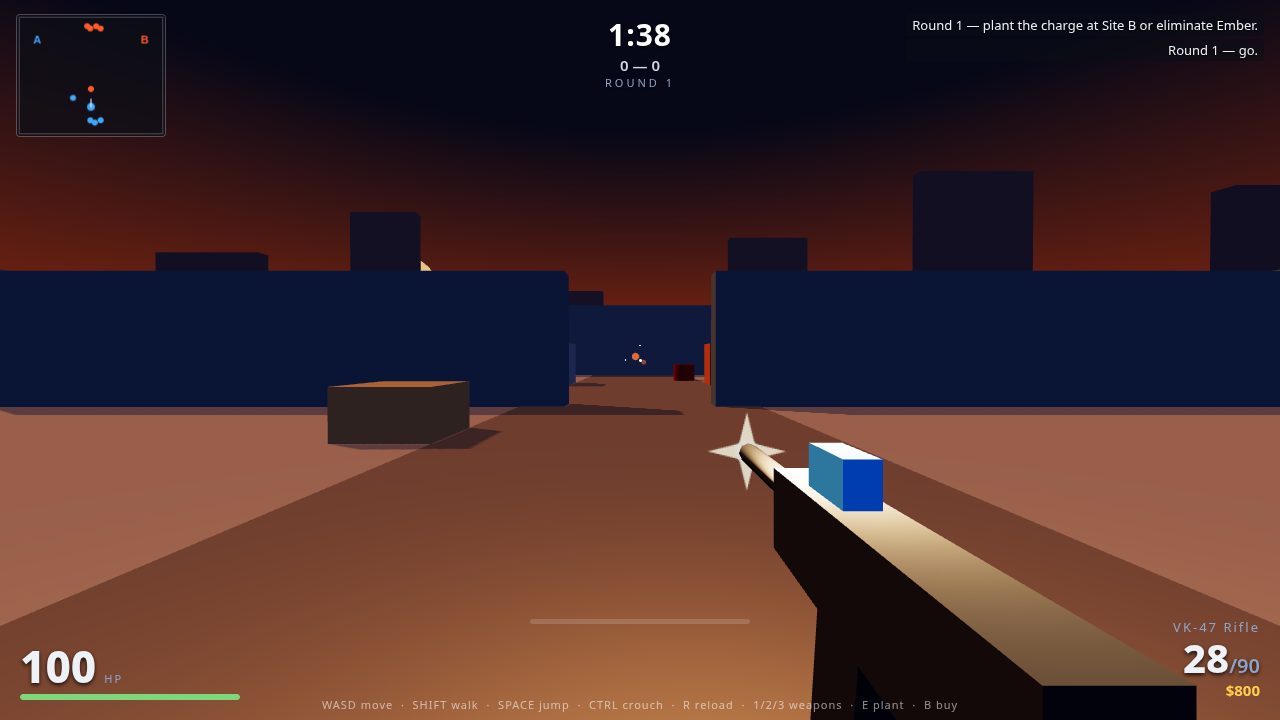 A
B
1:38
0 — 0
ROUND 1
Round 1 — plant the charge at Site B or eliminate Ember.
Round 1 — go.
100 HP
VK-47 Rifle
28/90
$800
WASD move · SHIFT walk · SPACE jump · CTRL crouch · R reload · 1/2/3 weapons · E plant · B buy